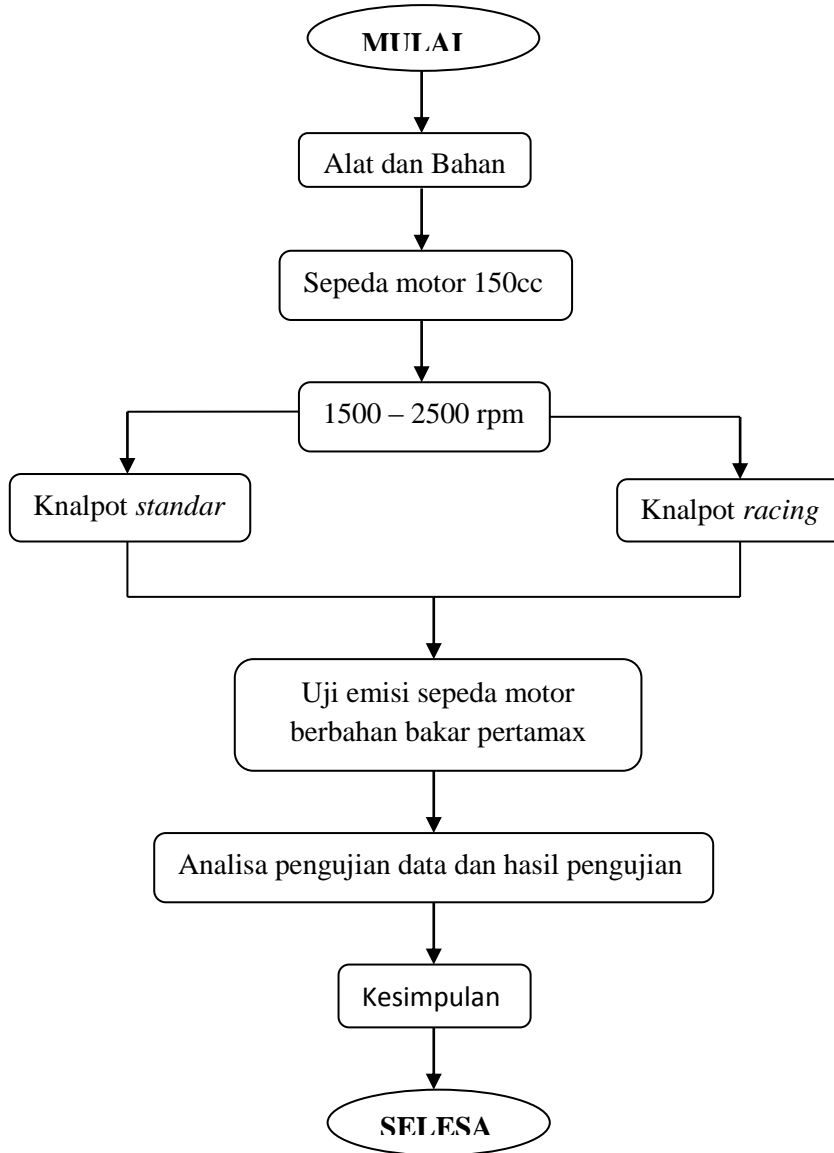 MULAI
Alat dan Bahan
Sepeda motor 150cc
1500 – 2500 rpm
Knalpot standar
Knalpot racing
Uji emisi sepeda motor
berbahan bakar pertamax
Analisa pengujian data dan hasil pengujian
Kesimpulan
SELESA